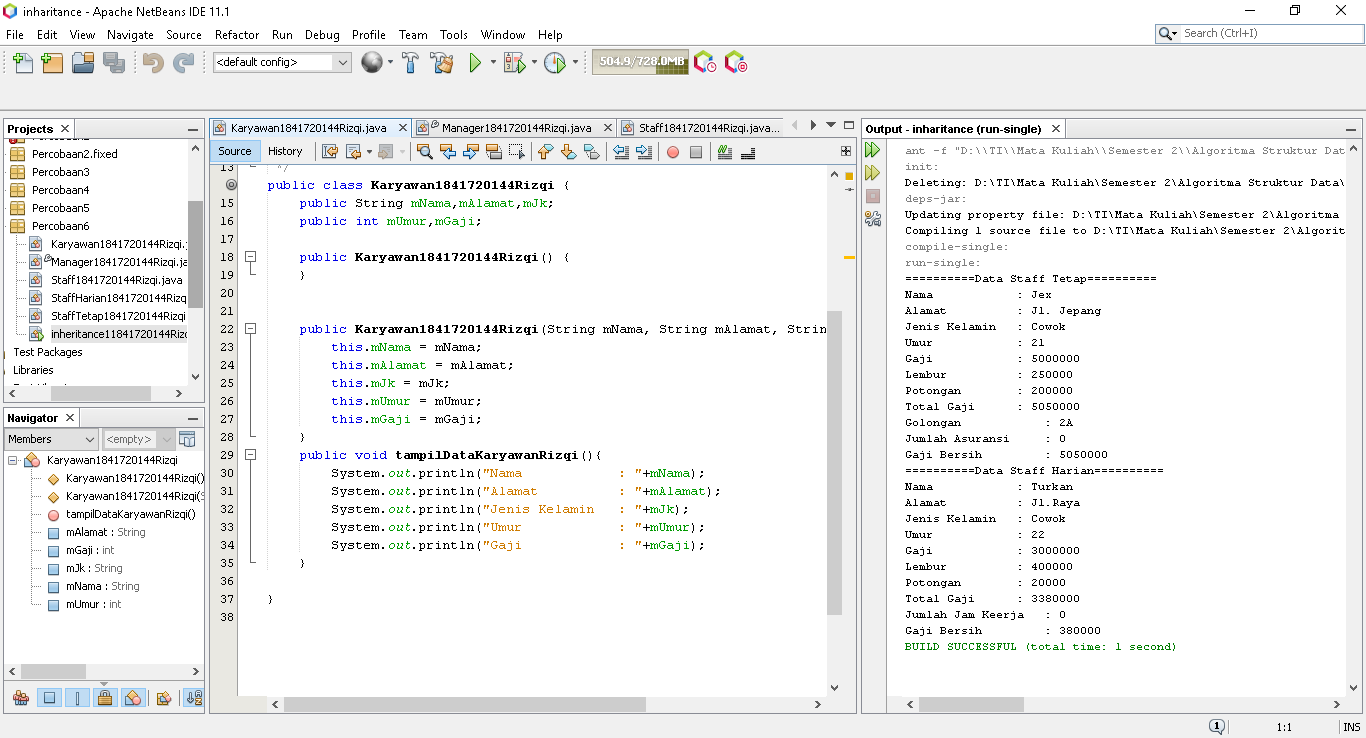 inharitance - Apache NetBeans IDE 11.1
File Edit View Navigate Source Refactor Run Debug Profile Team Tools Window Help
Search (Ctrl+I)
<default config>
504.9/728.0MB
Projects
Percobaan2.fixed
Percobaan3
Percobaan4
Percobaan5
Percobaan6
Karyawan1841720144Rizqi.j
Manager1841720144Rizqi.ja
Staff1841720144Rizqi.java
StaffHarian1841720144Rizq
StaffTetap1841720144Rizqi
inheritance11841720144Rizq
Test Packages
Libraries
Navigator
Members
<empty>
Karyawan1841720144Rizqi
Karyawan1841720144Rizqi()
Karyawan1841720144Rizqi(S
tampilDataKaryawanRizqi()
mAlamat : String
mGaji : int
mJk : String
mNama : String
mUmur : int
Karyawan1841720144Rizqi.java
Manager1841720144Rizqi.java
Staff1841720144Rizqi.java...
Source History
13 */
public class Karyawan1841720144Rizqi {
15 public String mNama,mAlamat,mJk;
16 public int mUmur,mGaji;
17
18 public Karyawan1841720144Rizqi() {
19 }
20
21
22 public Karyawan1841720144Rizqi(String mNama, String mAlamat, Strin
23 this.mNama = mNama;
24 this.mAlamat = mAlamat;
25 this.mJk = mJk;
26 this.mUmur = mUmur;
27 this.mGaji = mGaji;
28 }
29 public void tampilDataKaryawanRizqi(){
30 System.out.println("Nama : "+mNama);
31 System.out.println("Alamat : "+mAlamat);
32 System.out.println("Jenis Kelamin : "+mJk);
33 System.out.println("Umur : "+mUmur);
34 System.out.println("Gaji : "+mGaji);
35 }
36
37 }
38
Output - inharitance (run-single)
ant -f "D:\\TI\\Mata Kuliah\\Semester 2\\Algoritma Struktur Dat
init:
Deleting: D:\TI\Mata Kuliah\Semester 2\Algoritma Struktur Data\
deps-jar:
Updating property file: D:\TI\Mata Kuliah\Semester 2\Algoritma
Compiling 1 source file to D:\TI\Mata Kuliah\Semester 2\Algorit
compile-single:
run-single:
==========Data Staff Tetap==========
Nama : Jex
Alamat : Jl. Jepang
Jenis Kelamin : Cowok
Umur : 21
Gaji : 5000000
Lembur : 250000
Potongan : 200000
Total Gaji : 5050000
Golongan : 2A
Jumlah Asuransi : 0
Gaji Bersih : 5050000
==========Data Staff Harian==========
Nama : Turkan
Alamat : Jl.Raya
Jenis Kelamin : Cowok
Umur : 22
Gaji : 3000000
Lembur : 400000
Potongan : 20000
Total Gaji : 3380000
Jumlah Jam Keerja : 0
Gaji Bersih : 380000
BUILD SUCCESSFUL (total time: 1 second)
1
1:1
INS